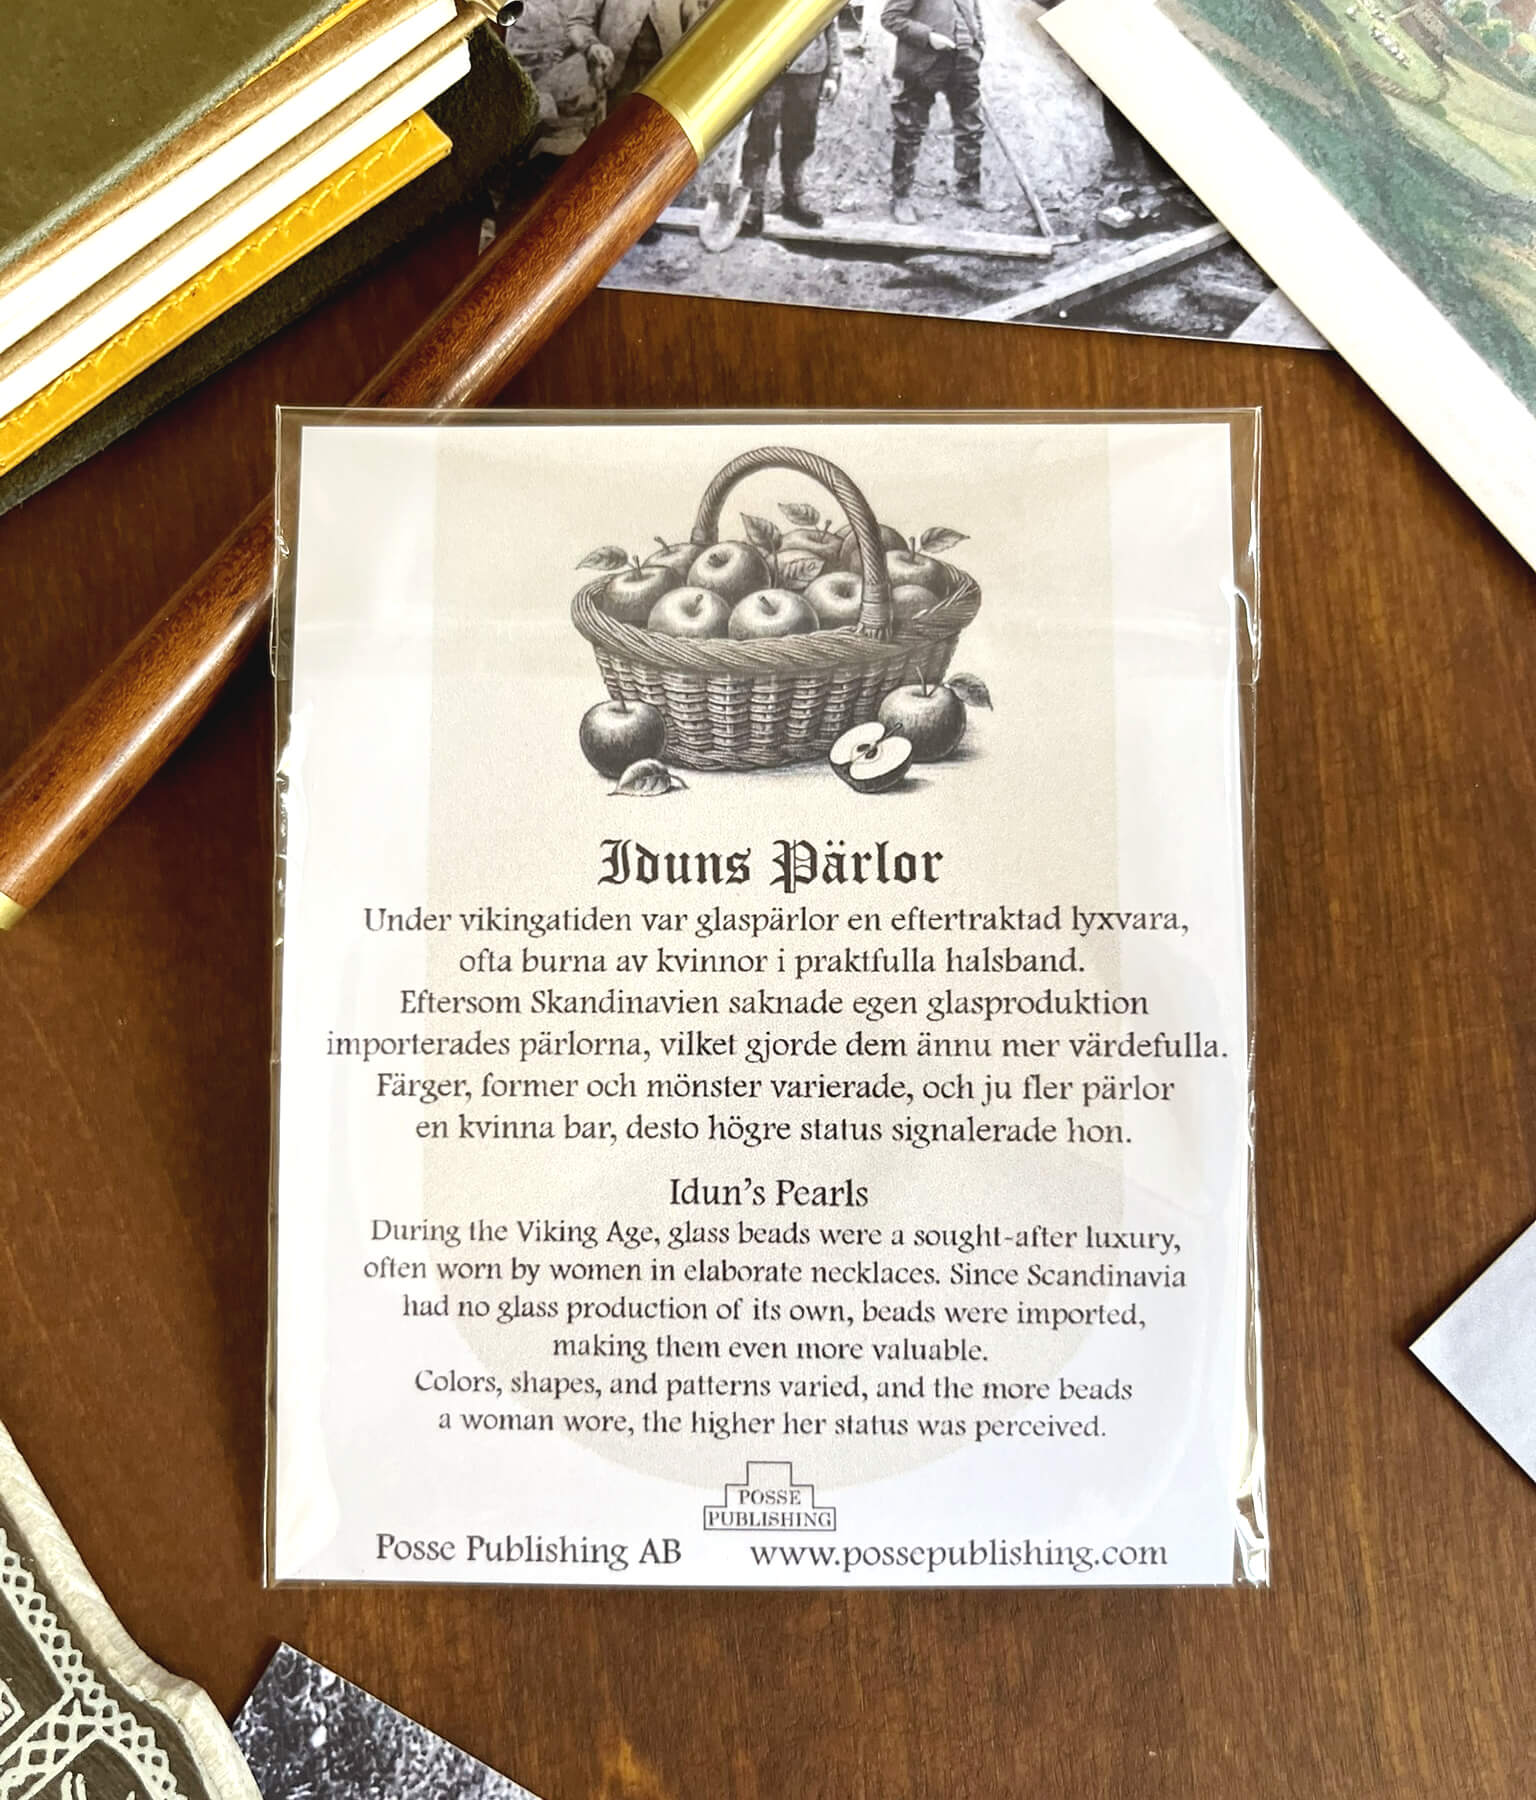 Iduns Pärlor
Under vikingatiden var glaspärlor en eftertraktad lyxvara,
ofta burna av kvinnor i praktfulla halsband.
Eftersom Skandinavien saknade egen glasproduktion
importerades pärlorna, vilket gjorde dem ännu mer värdefulla.
Färger, former och mönster varierade, och ju fler pärlor
en kvinna bar, desto högre status signalerade hon.
Idun's Pearls
During the Viking Age, glass beads were a sought-after luxury,
often worn by women in elaborate necklaces. Since Scandinavia
had no glass production of its own, beads were imported,
making them even more valuable.
Colors, shapes, and patterns varied, and the more beads
a woman wore, the higher her status was perceived.
POSSE
PUBLISHING
Posse Publishing AB www.possepublishing.com